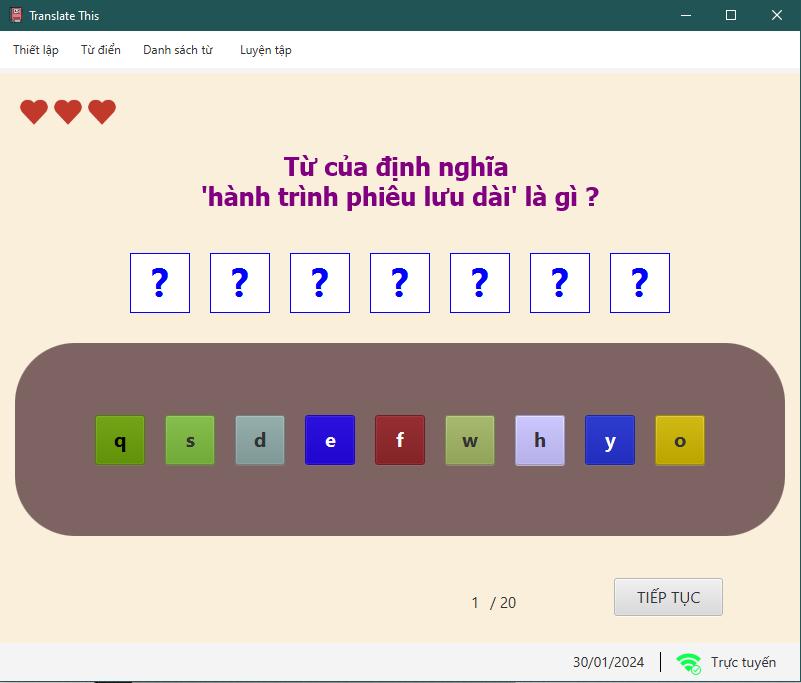 Translate This
Thiết lập Từ điển Danh sách từ Luyện tập
Từ của định nghĩa
'hành trình phiêu lưu dài' là gì ?
? ? ? ? ? ? ?
q s d e f w h y o
1 / 20
TIẾP TỤC
30/01/2024 Trực tuyến